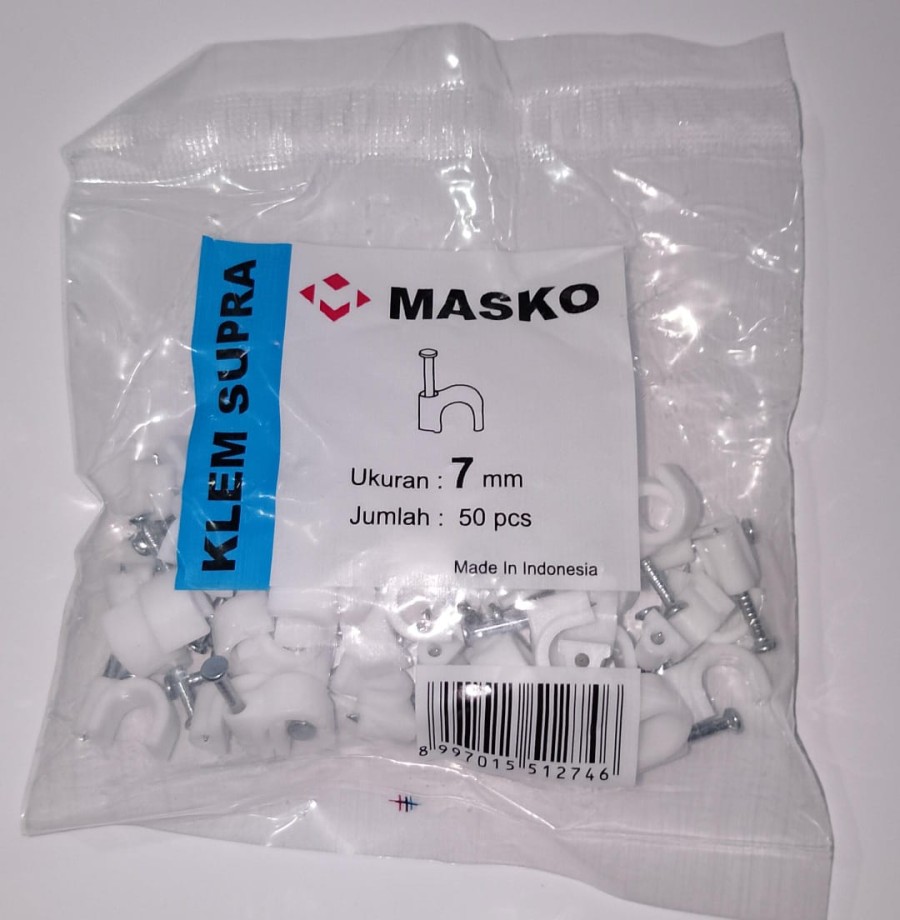 KLEM SUPRA
MASKO
Ukuran : 7 mm
Jumlah : 50 pcs
Made In Indonesia
8 997015 512746